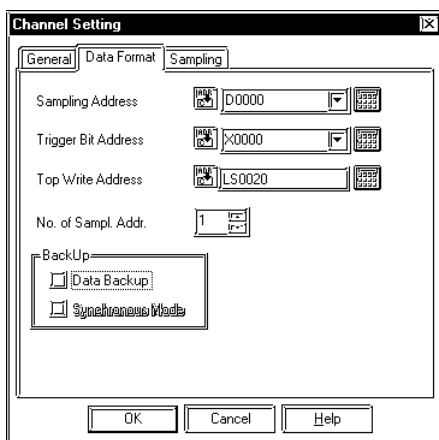 Channel Setting
General Data Format Sampling
Sampling Address D0000
Trigger Bit Address X0000
Top Write Address LS0020
No. of Sampl. Addr. 1
BackUp
Data Backup
Synchronous Mode
OK Cancel Help